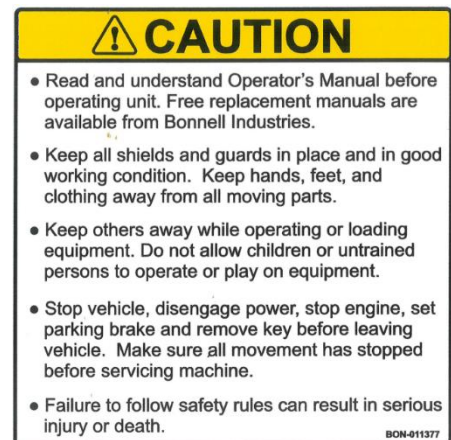 CAUTION
● Read and understand Operator's Manual before
operating unit. Free replacement manuals are
available from Bonnell Industries.
● Keep all shields and guards in place and in good
working condition. Keep hands, feet, and
clothing away from all moving parts.
● Keep others away while operating or loading
equipment. Do not allow children or untrained
persons to operate or play on equipment.
● Stop vehicle, disengage power, stop engine, set
parking brake and remove key before leaving
vehicle. Make sure all movement has stopped
before servicing machine.
● Failure to follow safety rules can result in serious
injury or death.
BON-011377